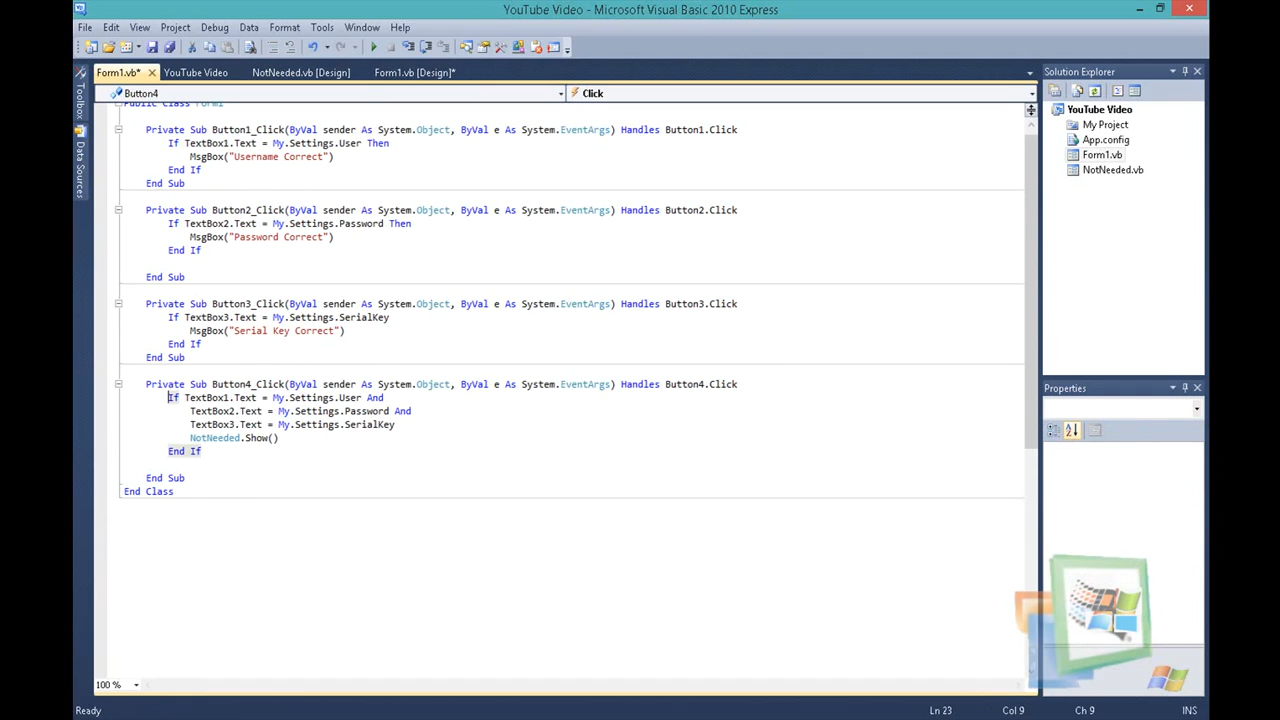 YouTube Video - Microsoft Visual Basic 2010 Express
File Edit View Project Format Debug Data Tools Window Help
Form1.vb* YouTube Video NotNeeded.vb [Design] Form1.vb [Design]*
Button4 Click
Public Class Form1
Private Sub Button1_Click(ByVal sender As System.Object, ByVal e As System.EventArgs) Handles Button1.Click
If TextBox1.Text = My.Settings.User Then
MsgBox("Username Correct")
End If
End Sub
Private Sub Button2_Click(ByVal sender As System.Object, ByVal e As System.EventArgs) Handles Button2.Click
If TextBox2.Text = My.Settings.Password Then
MsgBox("Password Correct")
End If
End Sub
Private Sub Button3_Click(ByVal sender As System.Object, ByVal e As System.EventArgs) Handles Button3.Click
If TextBox3.Text = My.Settings.SerialKey
MsgBox("Serial Key Correct")
End If
End Sub
Private Sub Button4_Click(ByVal sender As System.Object, ByVal e As System.EventArgs) Handles Button4.Click
If TextBox1.Text = My.Settings.User And
TextBox2.Text = My.Settings.Password And
TextBox3.Text = My.Settings.SerialKey
NotNeeded.Show()
End If
End Sub
End Class
100 %
Toolbox
Data Sources
Solution Explorer
YouTube Video
My Project
App.config
Form1.vb
NotNeeded.vb
Properties
Ready Ln 23 Col 9 Ch 9 INS